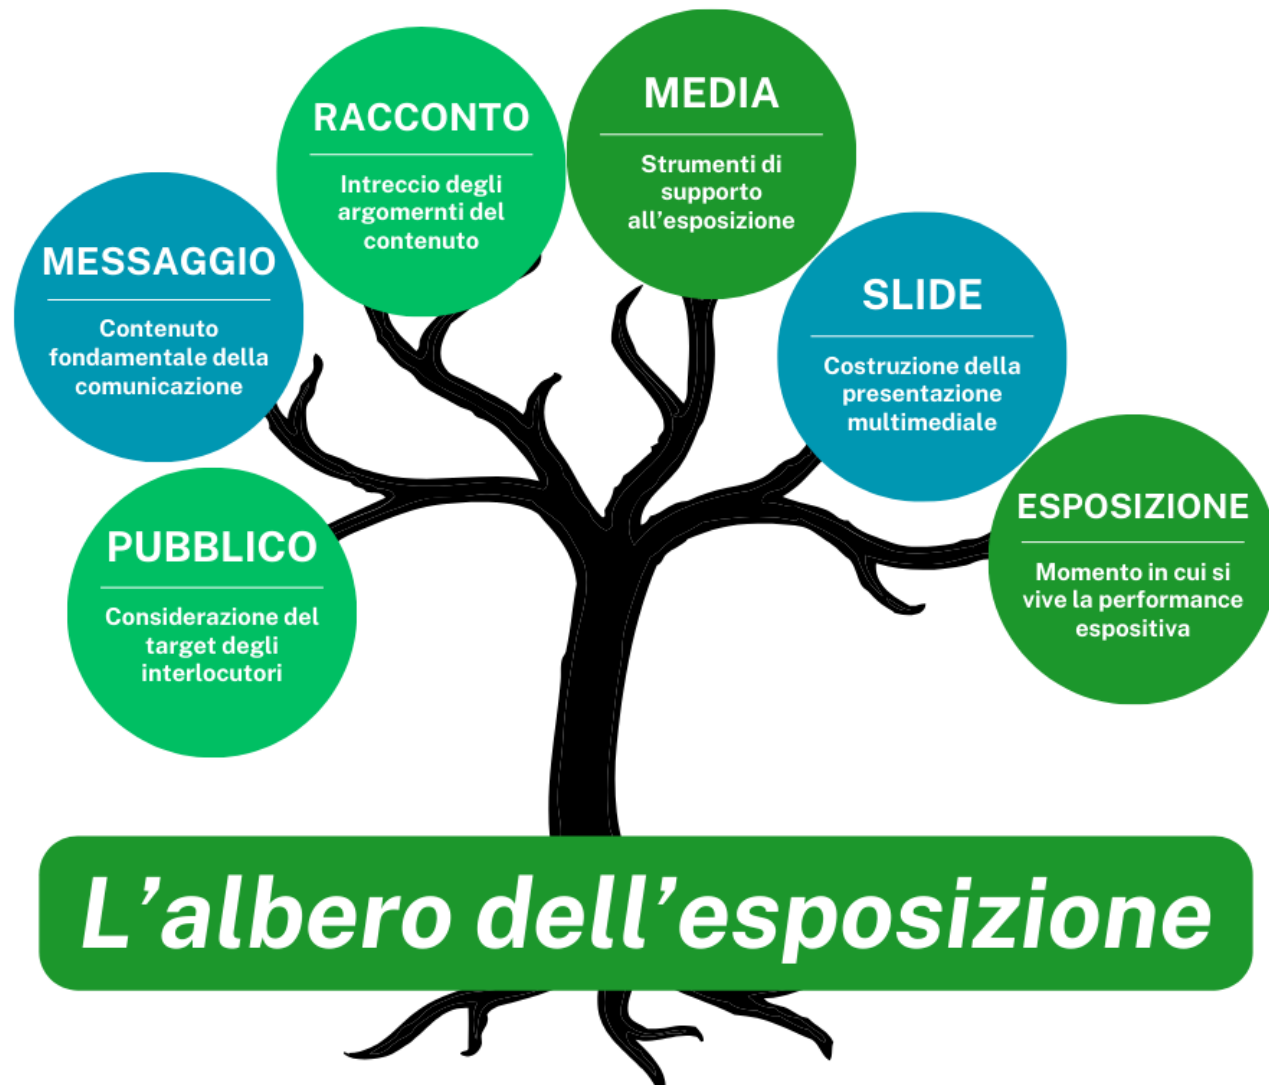 PUBBLICO
Considerazione del
target degli
interlocutori
MESSAGGIO
Contenuto
fondamentale della
comunicazione
RACCONTO
Intreccio degli
argomernti del
contenuto
MEDIA
Strumenti di
supporto
all’esposizione
SLIDE
Costruzione della
presentazione
multimediale
ESPOSIZIONE
Momento in cui si
vive la performance
espositiva
L’albero dell’esposizione